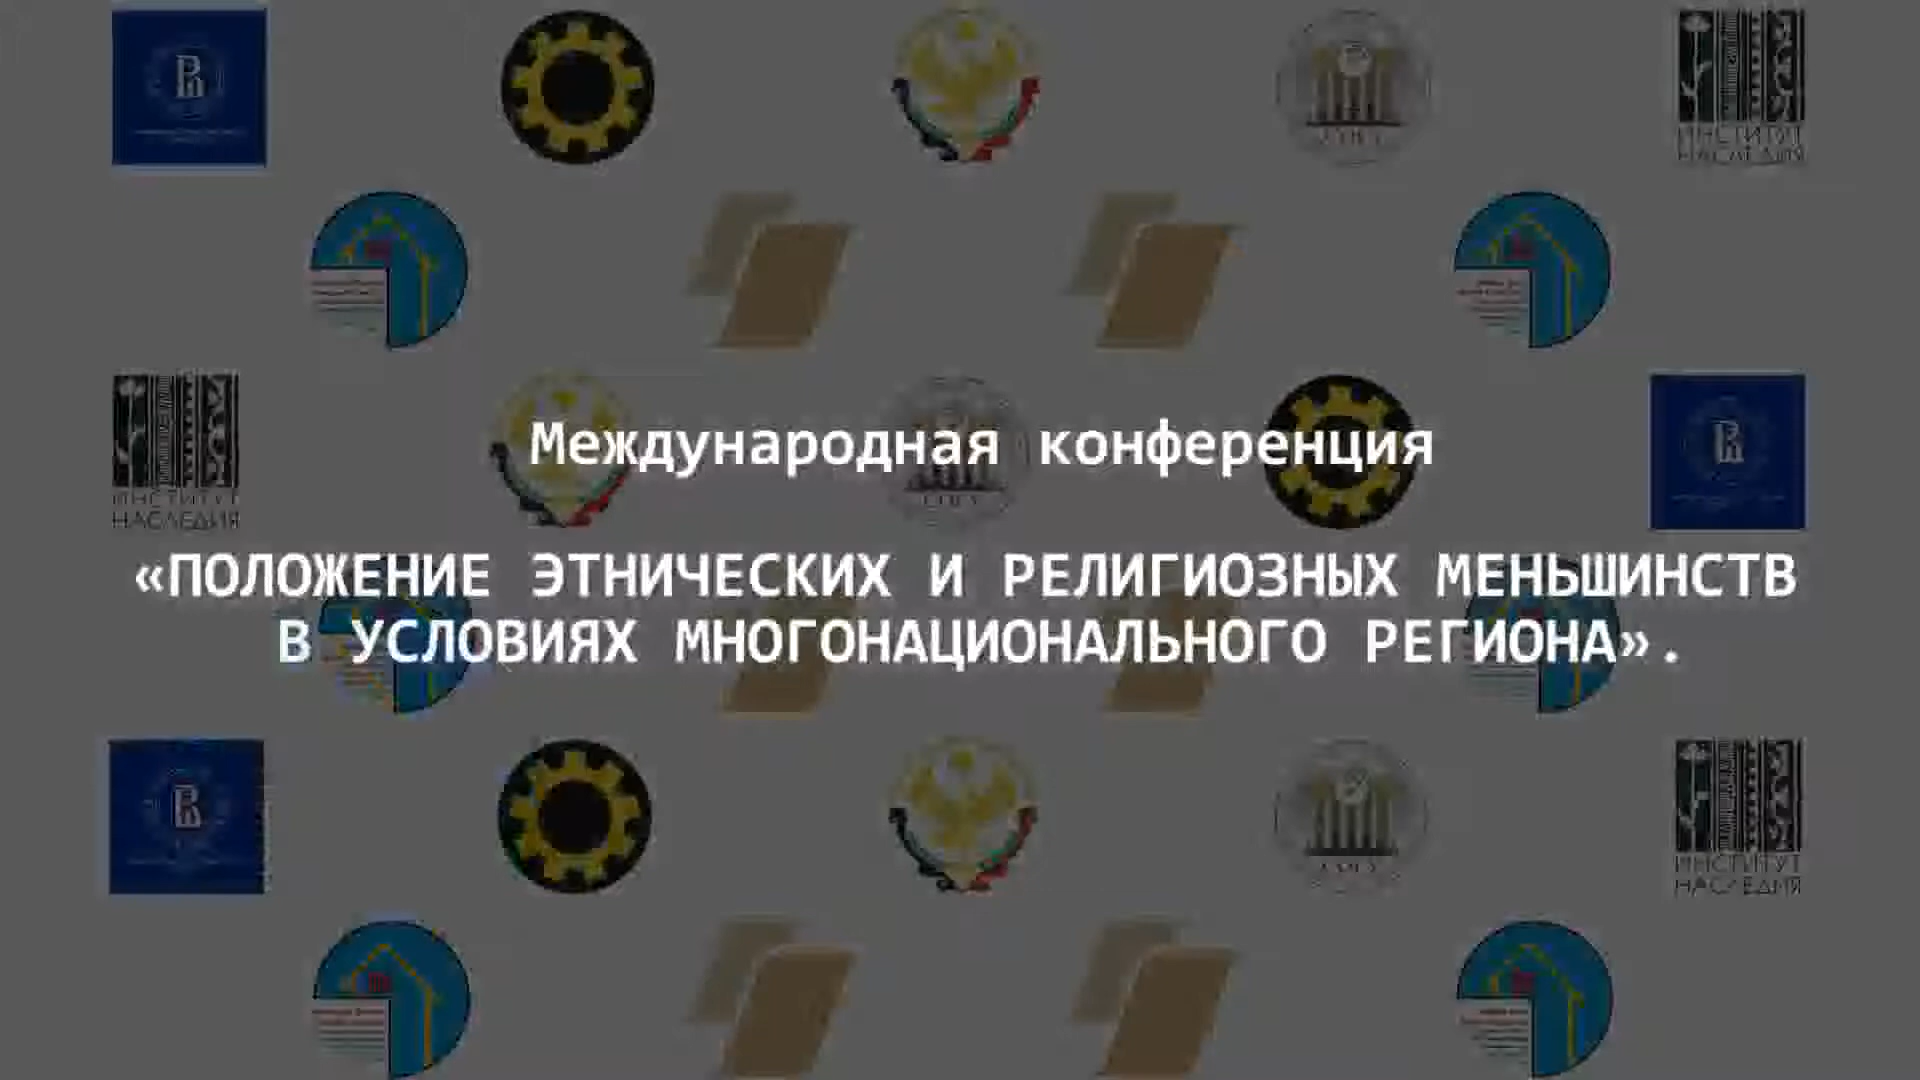 ИНСТИТУТ
НАСЛЕДИЯ
Международная конференция
ИНСТИТУТ
НАСЛЕДИЯ
«ПОЛОЖЕНИЕ ЭТНИЧЕСКИХ И РЕЛИГИОЗНЫХ МЕНЬШИНСТВ
В УСЛОВИЯХ МНОГОНАЦИОНАЛЬНОГО РЕГИОНА».
ИНСТИТУТ
НАСЛЕДИЯ